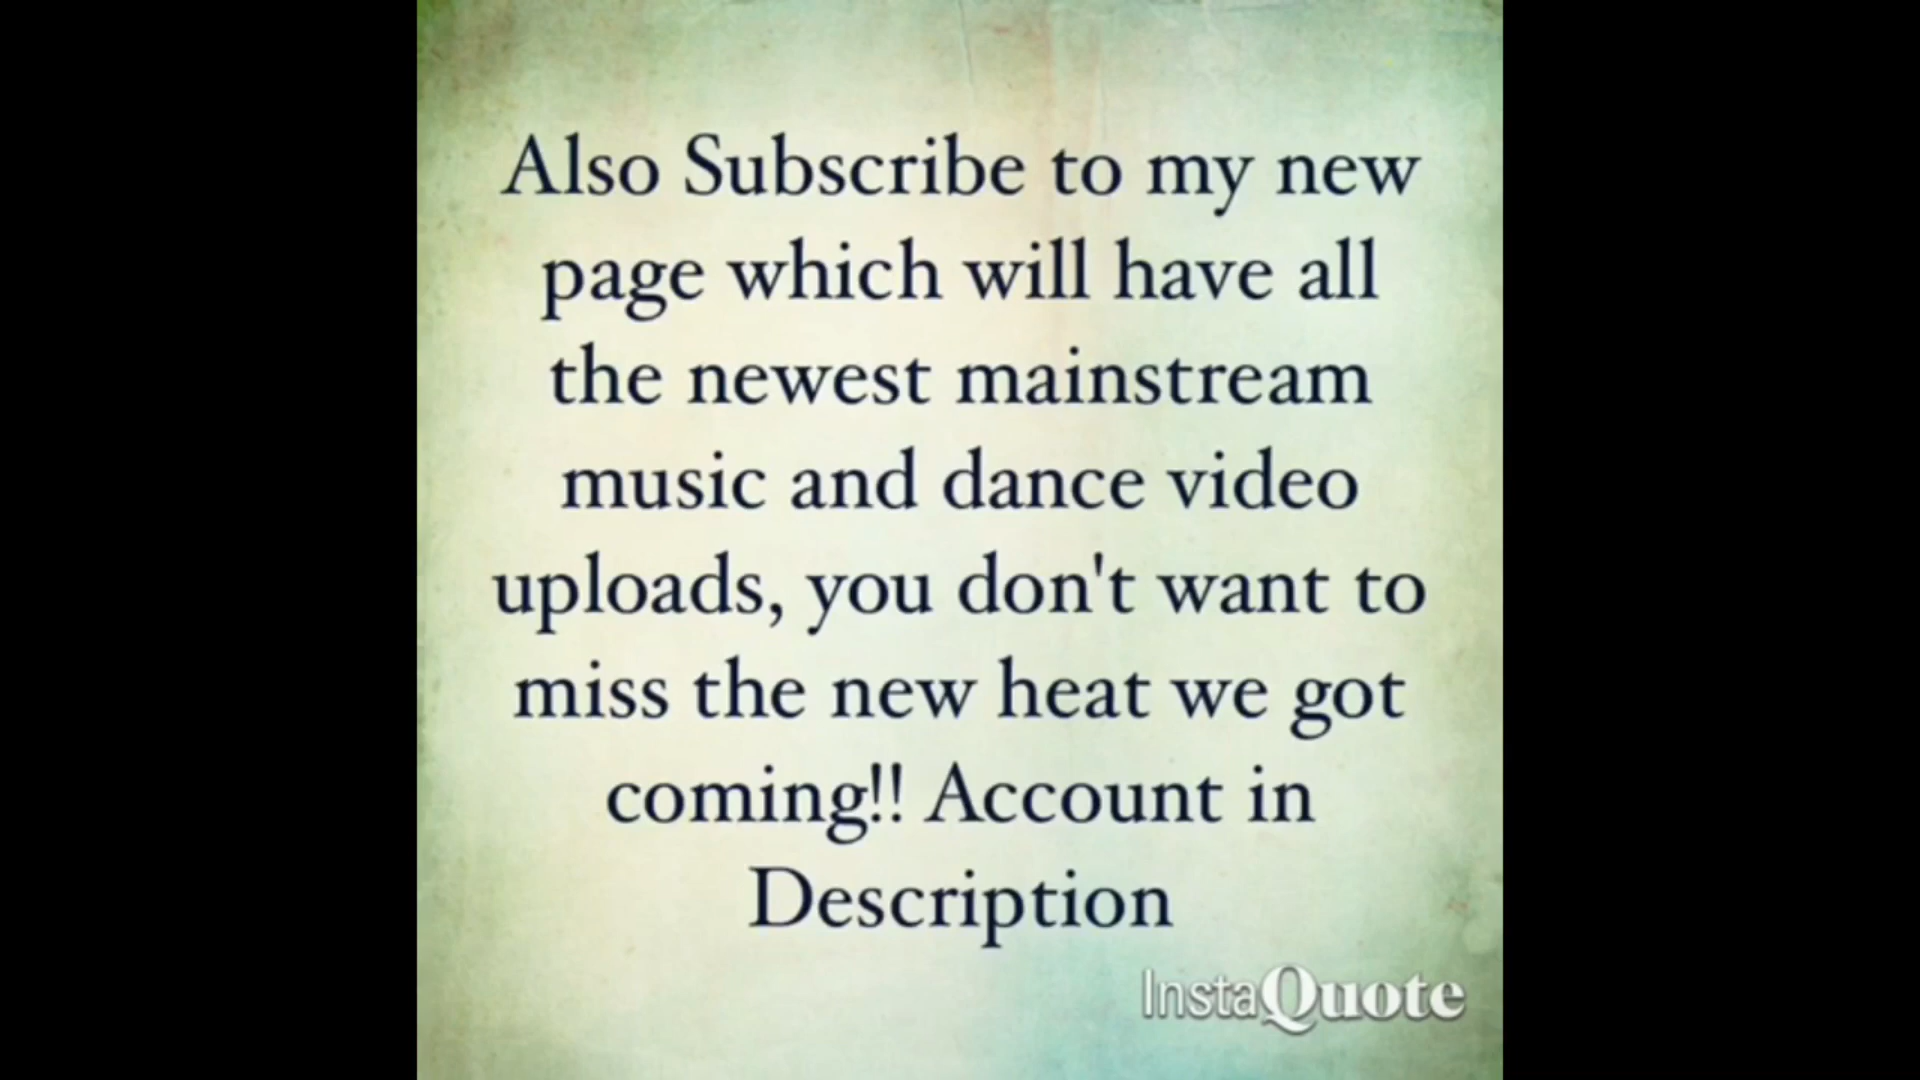 Also Subscribe to my new
page which will have all
the newest mainstream
music and dance video
uploads, you don't want to
miss the new heat we got
coming!! Account in
Description
InstaQuote